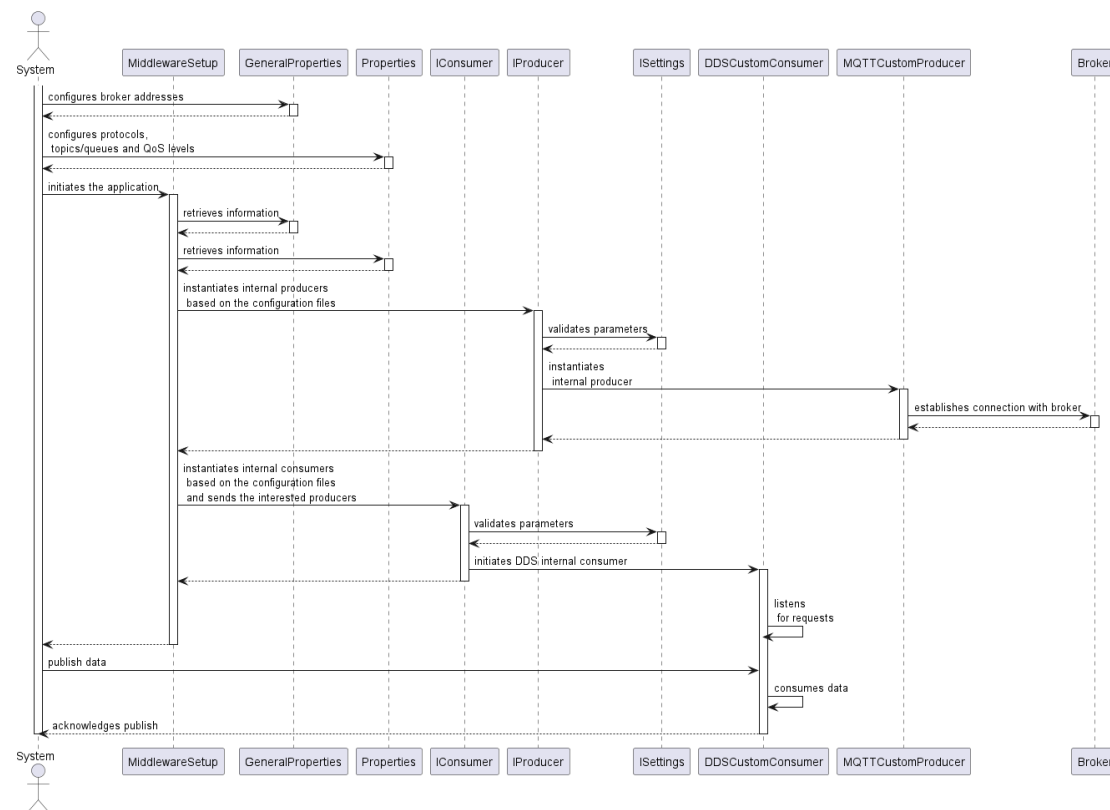 System
MiddlewareSetup
GeneralProperties
Properties
IConsumer
IProducer
ISettings
DDSCustomConsumer
MQTTCustomProducer
Broker
configures broker addresses
configures protocols,
topics/queues and QoS levels
initiates the application
retrieves information
retrieves information
instantiates internal producers
based on the configuration files
validates parameters
instantiates
internal producer
establishes connection with broker
instantiates internal consumers
based on the configuration files
and sends the interested producers
validates parameters
initiates DDS internal consumer
listens
for requests
publish data
consumes data
acknowledges publish
System
MiddlewareSetup
GeneralProperties
Properties
IConsumer
IProducer
ISettings
DDSCustomConsumer
MQTTCustomProducer
Broker